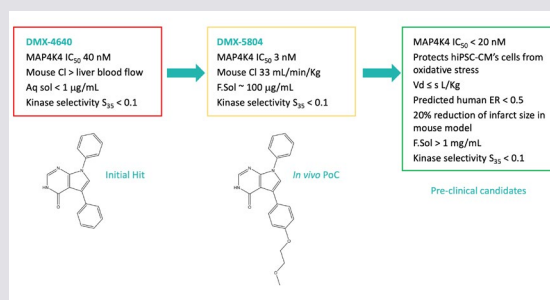 DMX-4640
MAP4K4 IC50 40 nM
Mouse Cl > liver blood flow
Aq sol < 1 μg/mL
Kinase selectivity S35 < 0.1
Initial Hit
DMX-5804
MAP4K4 IC50 3 nM
Mouse Cl 33 mL/min/Kg
F.Sol ~ 100 μg/mL
Kinase selectivity S35 < 0.1
In vivo PoC
MAP4K4 IC50 < 20 nM
Protects hiPSC-CM's cells from
oxidative stress
Vd ≤ s L/Kg
Predicted human ER < 0.5
20% reduction of infarct size in
mouse model
F.Sol > 1 mg/mL
Kinase selectivity S35 < 0.1
Pre-clinical candidates
N
N
HN
O
N
N
HN
O
O
O